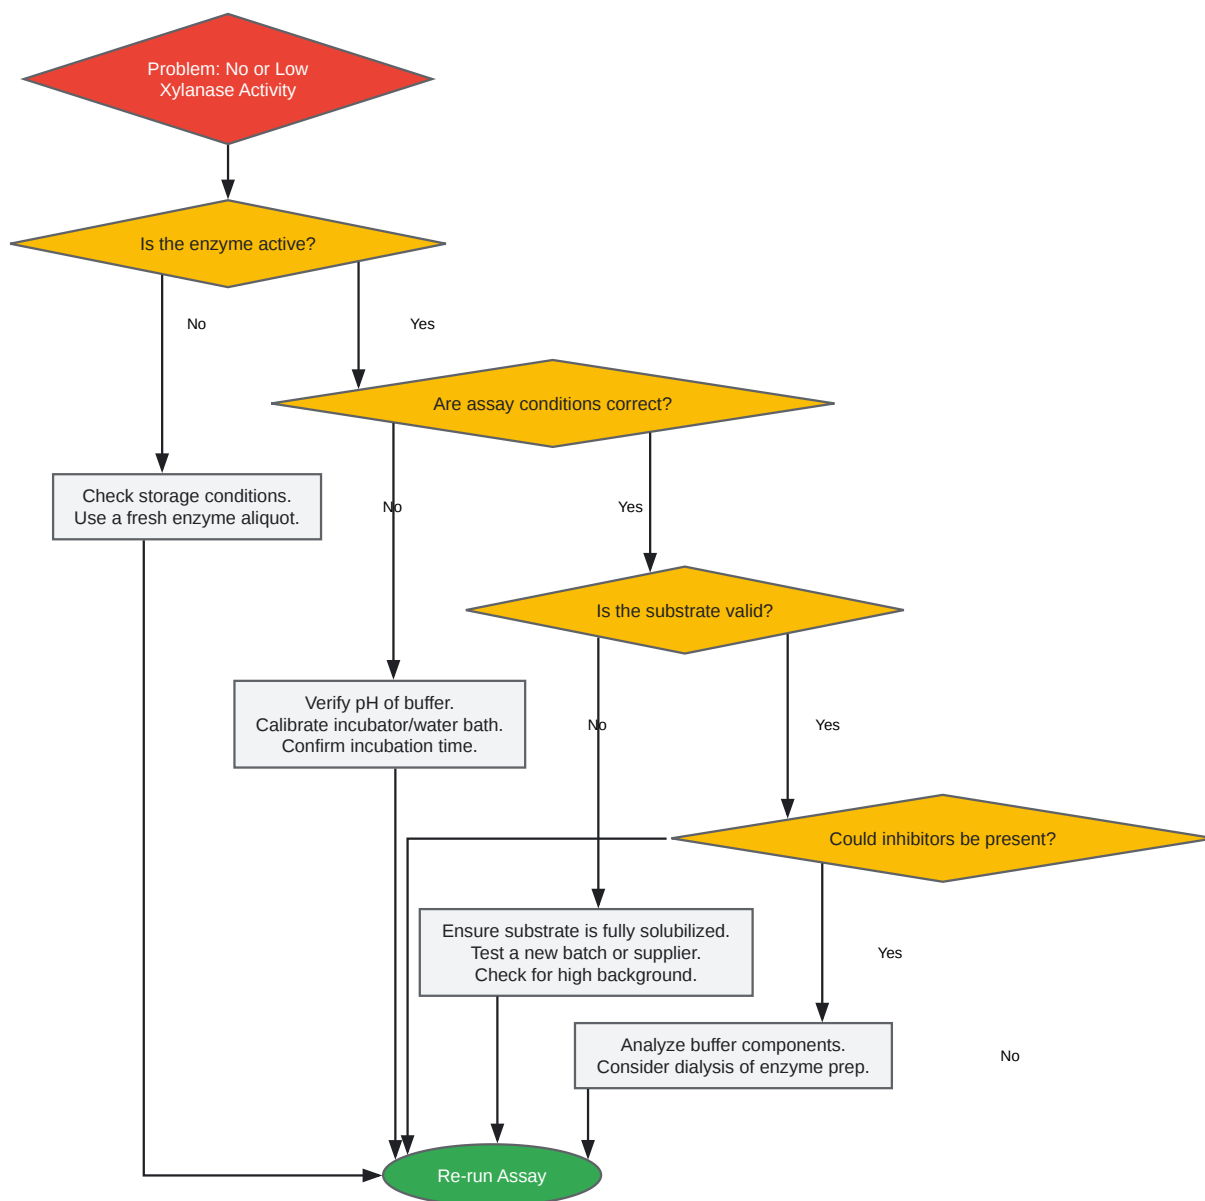 Problem: No or Low
Xylanase Activity
Is the enzyme active?
No
Yes
Are assay conditions correct?
Check storage conditions.
Use a fresh enzyme aliquot.
No
Yes
Is the substrate valid?
Verify pH of buffer.
Calibrate incubator/water bath.
Confirm incubation time.
No
Yes
Could inhibitors be present?
Ensure substrate is fully solubilized.
Test a new batch or supplier.
Check for high background.
Yes
Analyze buffer components.
Consider dialysis of enzyme prep.
No
Re-run Assay